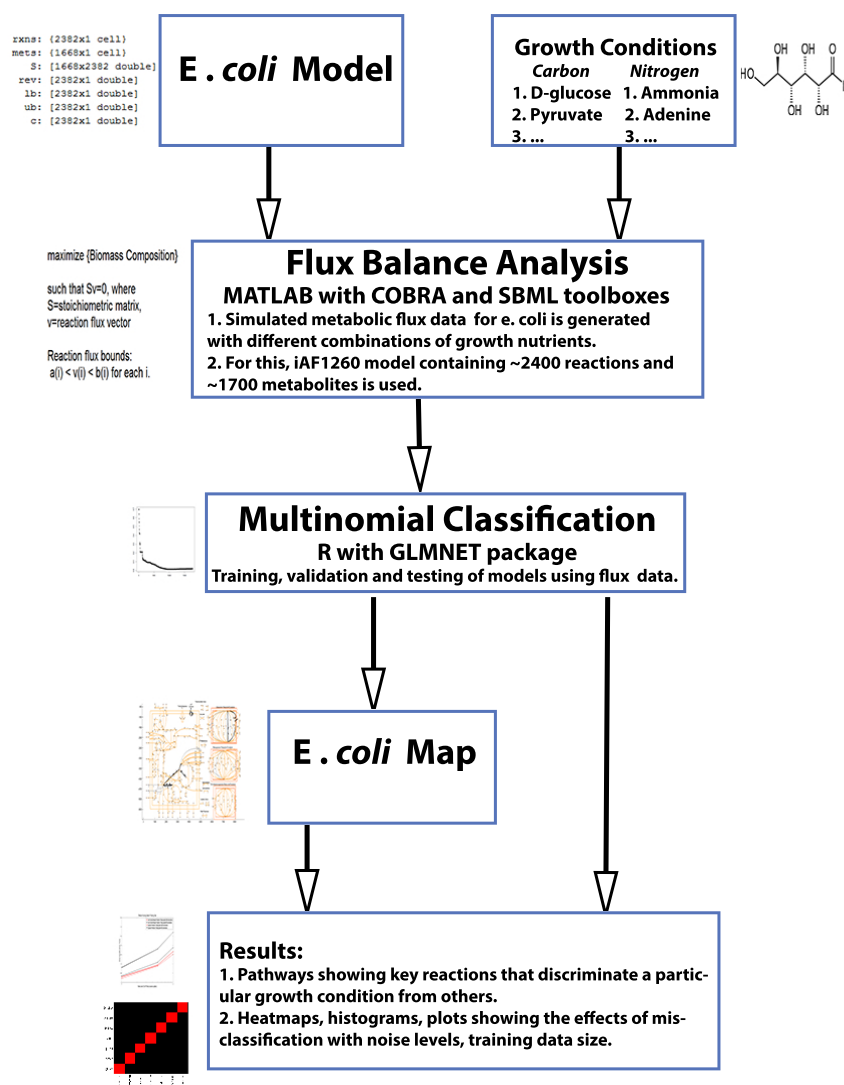 rxns: {2382x1 cell}
mets: {1668x1 cell}
S: [1668x2382 double]
rev: [2382x1 double]
lb: [2382x1 double]
ub: [2382x1 double]
c: [2382x1 double]
E . coli Model
Growth Conditions
Carbon Nitrogen
1. D-glucose 1. Ammonia
2. Pyruvate 2. Adenine
3. ... 3. ...
OH OH O
HO
OH OH
maximize {Biomass Composition}
such that Sv=0, where
S=stoichiometric matrix,
v=reaction flux vector
Reaction flux bounds:
a(i) < v(i) < b(i) for each i.
Flux Balance Analysis
MATLAB with COBRA and SBML toolboxes
1. Simulated metabolic flux data for e. coli is generated
with different combinations of growth nutrients.
2. For this, iAF1260 model containing ~2400 reactions and
~1700 metabolites is used.
Multinomial Classification
R with GLMNET package
Training, validation and testing of models using flux data.
E . coli Map
Results:
1. Pathways showing key reactions that discriminate a partic-
ular growth condition from others.
2. Heatmaps, histograms, plots showing the effects of mis-
classification with noise levels, training data size.